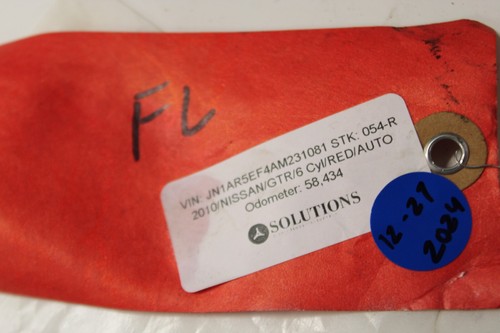 FL
VIN: JN1AR5EF4AM231081 STK: 054-R
2010/NISSAN/GTR/6 Cyl/RED/AUTO
Odometer: 58,434
SOLUTIONS
12-27
2024